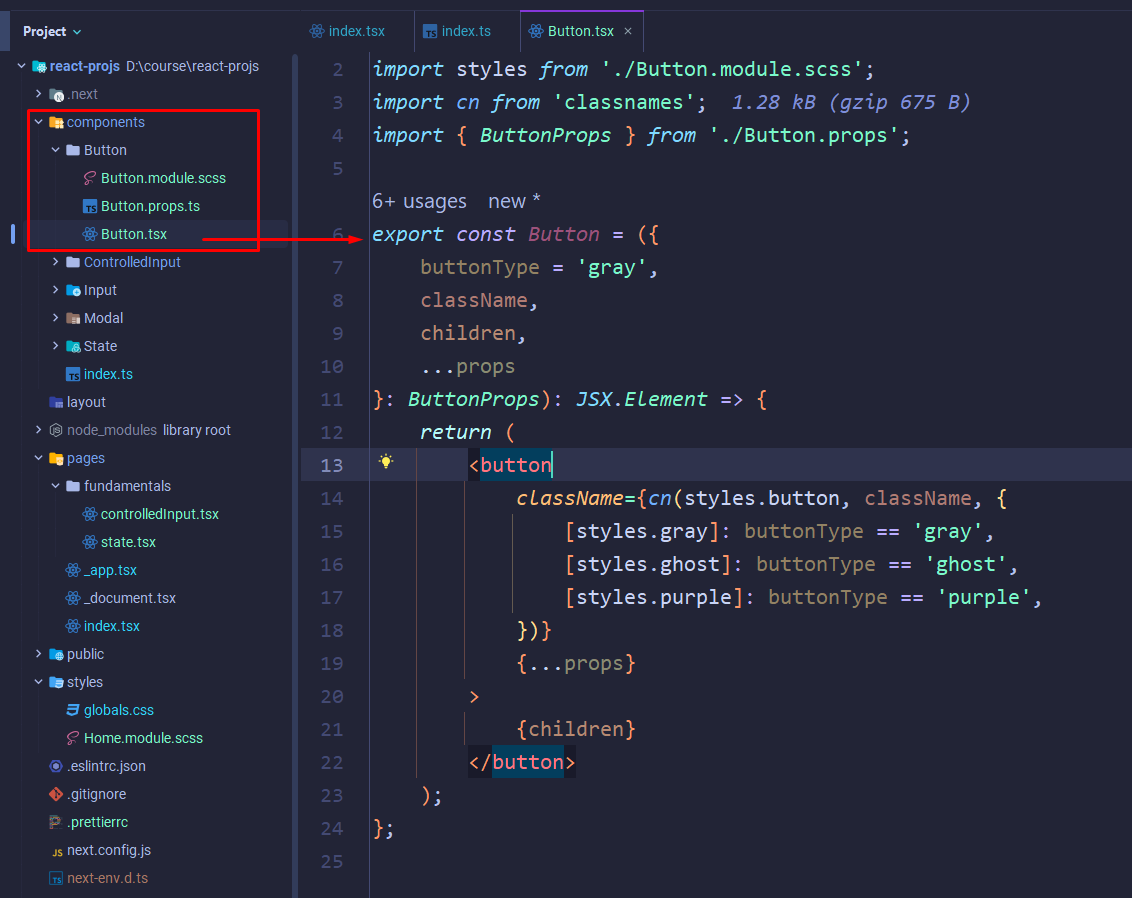 Project
index.tsx
index.ts
Button.tsx ×
react-projs D:\course\react-projs
.next
components
Button
Button.module.scss
Button.props.ts
Button.tsx
ControlledInput
Input
Modal
State
index.ts
layout
node_modules library root
pages
fundamentals
controlledInput.tsx
state.tsx
_app.tsx
_document.tsx
index.tsx
public
styles
globals.css
Home.module.scss
.eslintrc.json
.gitignore
.prettierrc
next.config.js
next-env.d.ts
2 import styles from './Button.module.scss';
3 import cn from 'classnames'; 1.28 kB (gzip 675 B)
4 import { ButtonProps } from './Button.props';
5
6+ usages new *
6 export const Button = ({
7 buttonType = 'gray',
8 className,
9 children,
10 ...props
11 }: ButtonProps): JSX.Element => {
12 return (
13 <button
14 className={cn(styles.button, className, {
15 [styles.gray]: buttonType == 'gray',
16 [styles.ghost]: buttonType == 'ghost',
17 [styles.purple]: buttonType == 'purple',
18 })}
19 {...props}
20 >
21 {children}
22 </button>
23 );
24 };
25